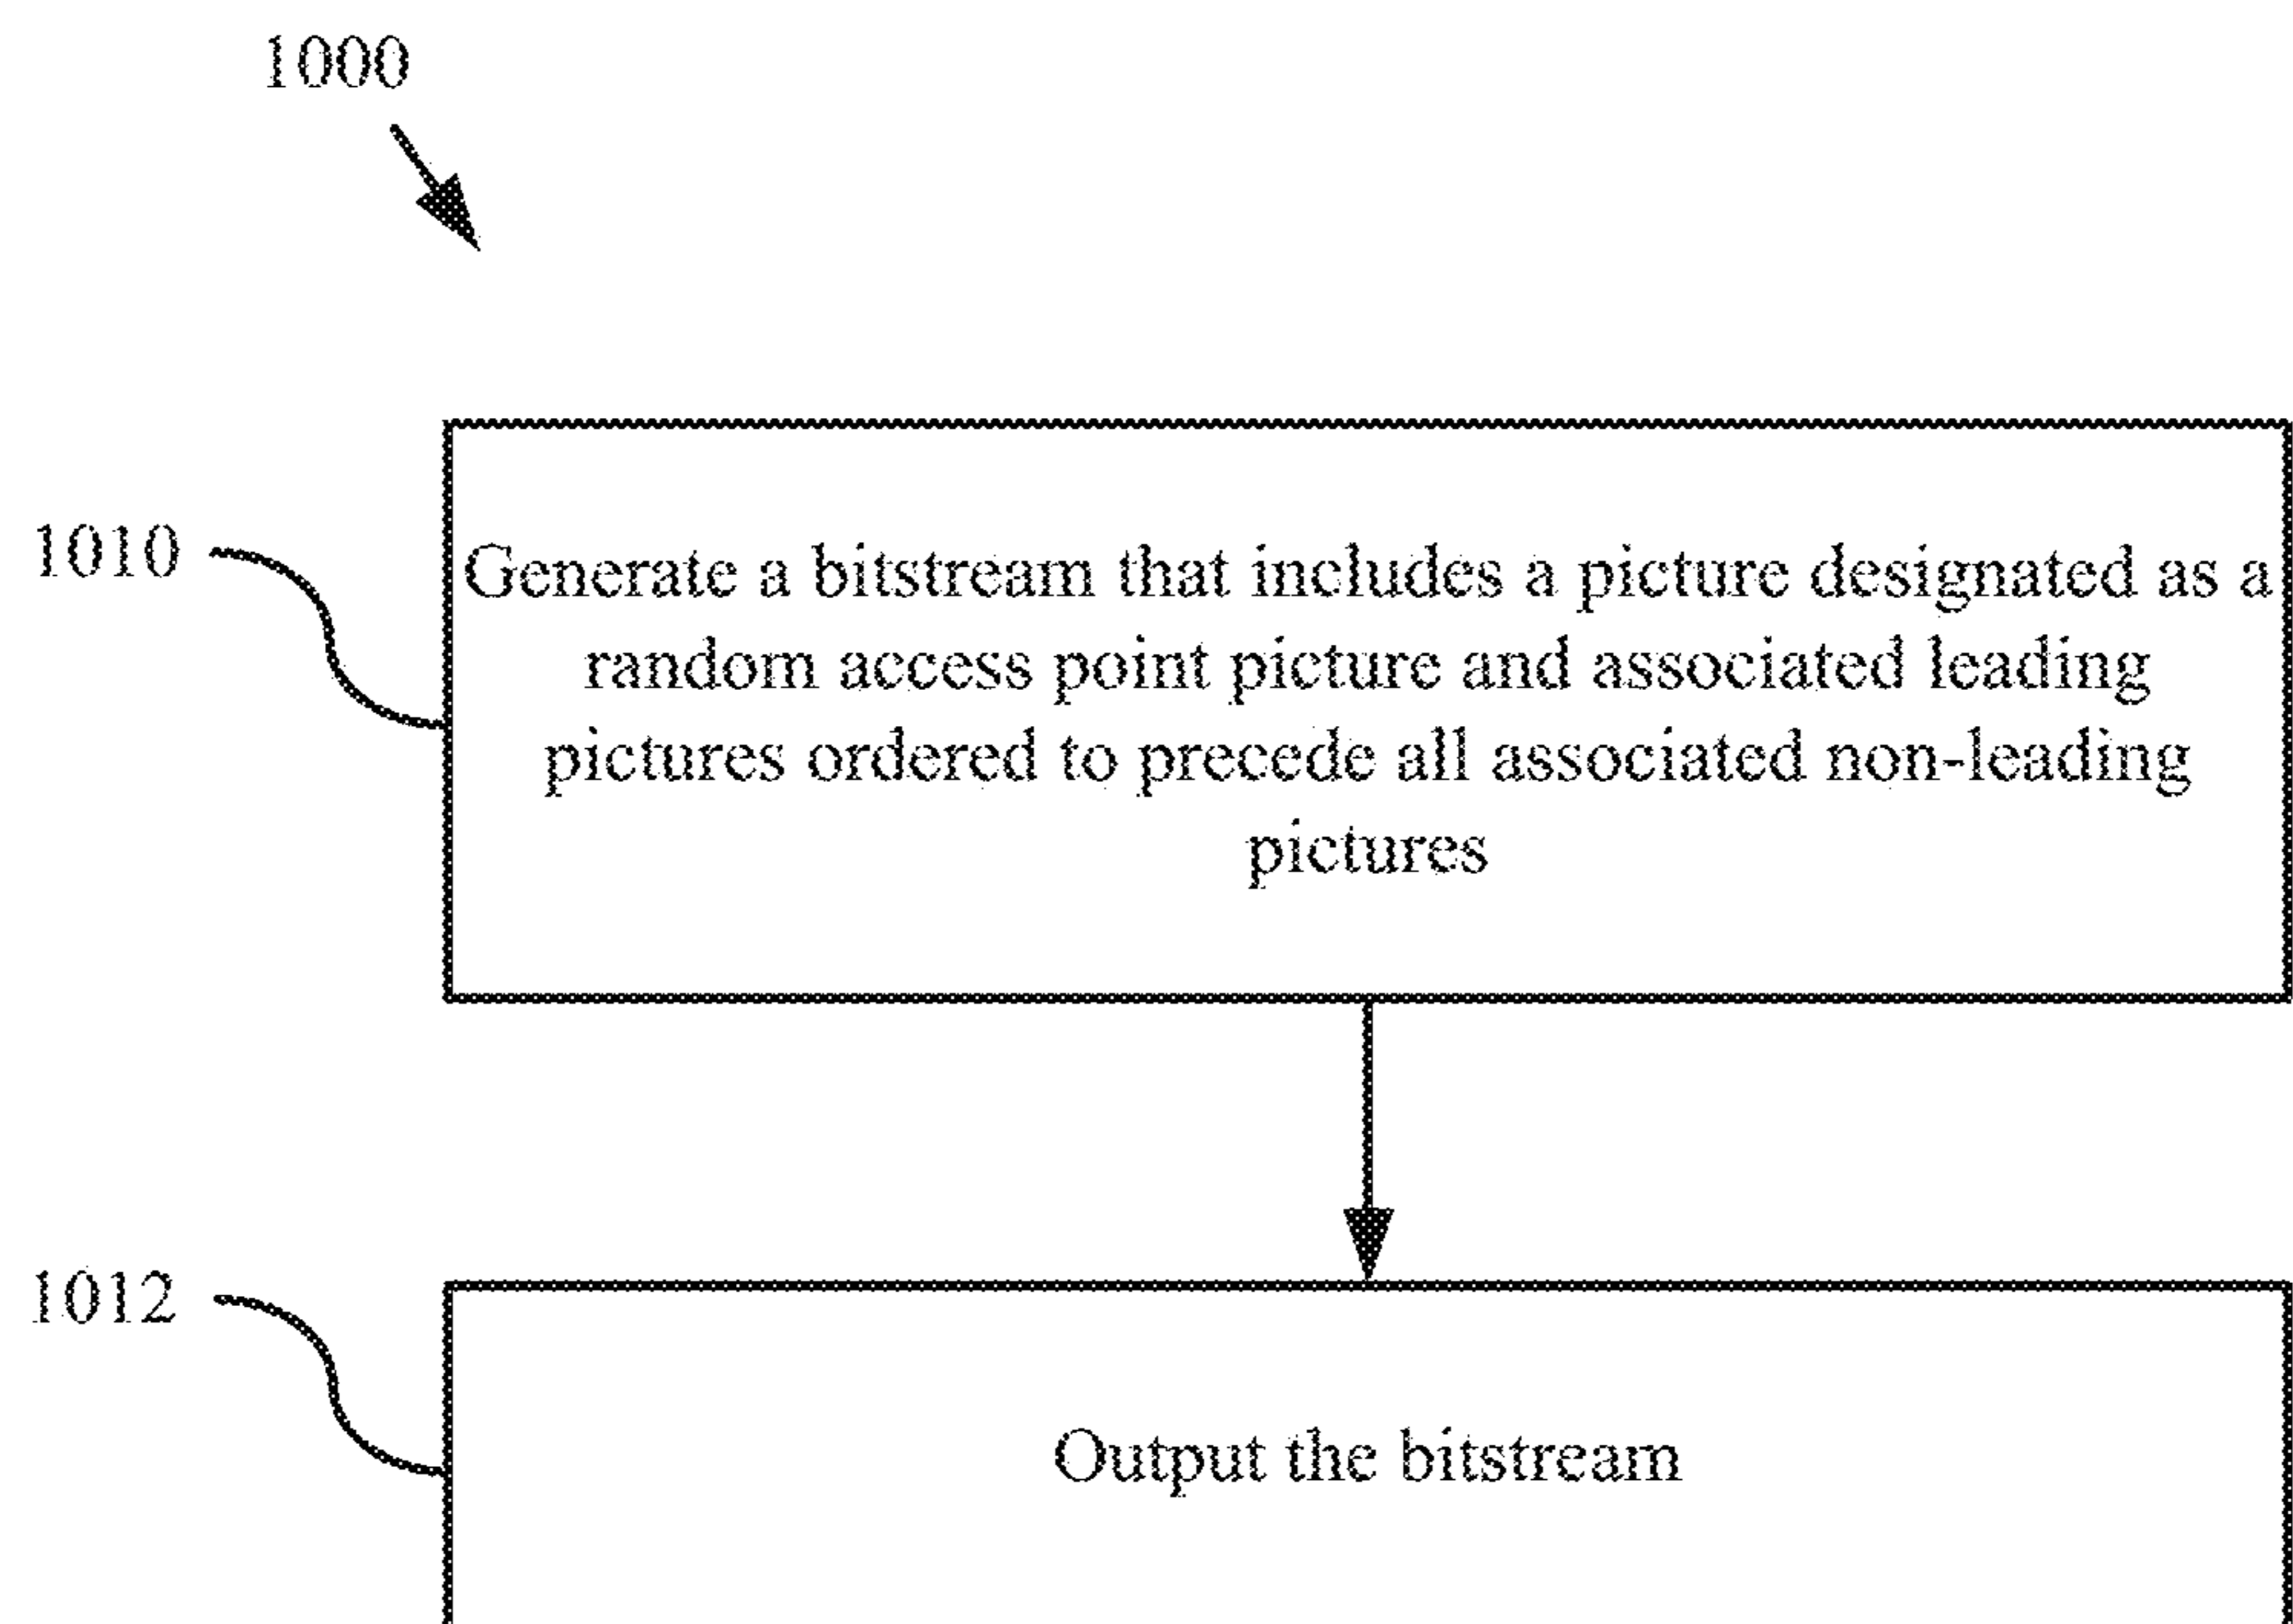 1000
1010
Generate a bitstream that includes a picture designated as a
random access point picture and associated leading
pictures ordered to precede all associated non-leading
pictures
1012
Output the bitstream